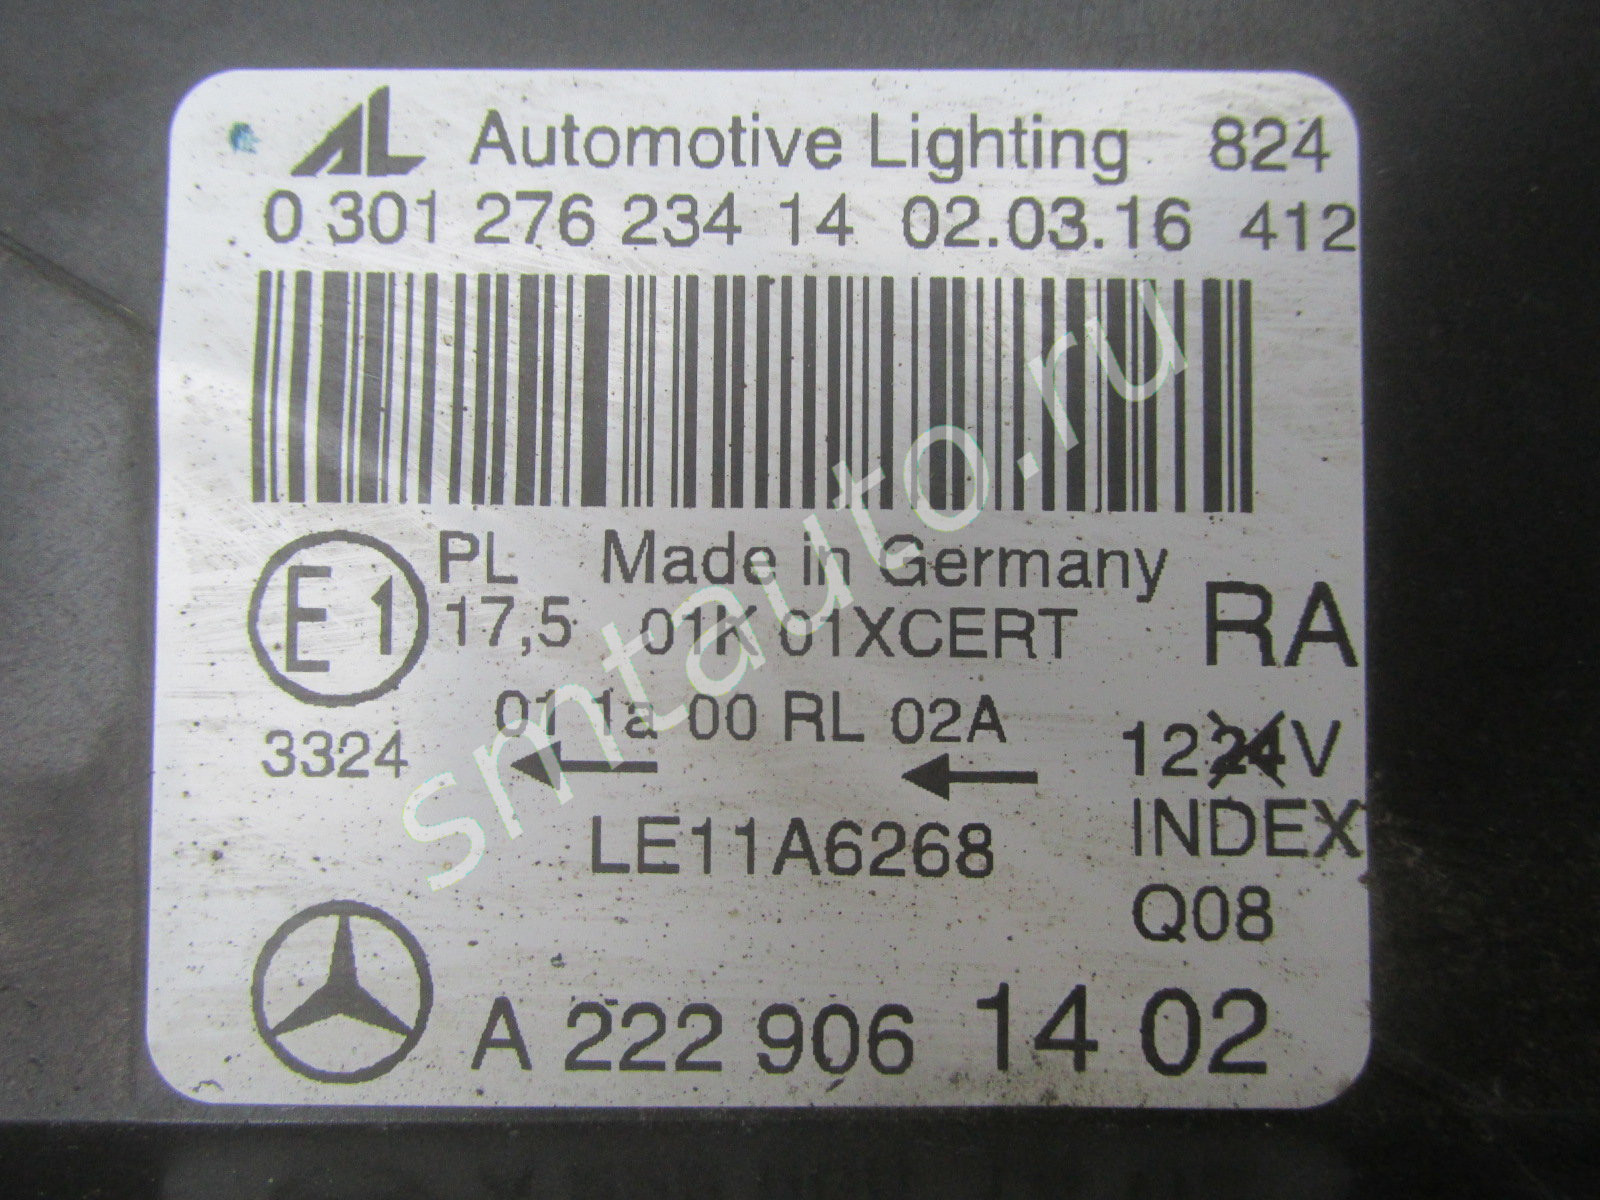 AL Automotive Lighting 824
0 301 276 234 14 02.03.16 412
E1 PL Made in Germany
17,5 01K 01XCERT RA
01 1a 00 RL 02A
3324 12 24 V
LE11A6268 INDEX
Q08
A 222 906 14 02
smtauto.ru